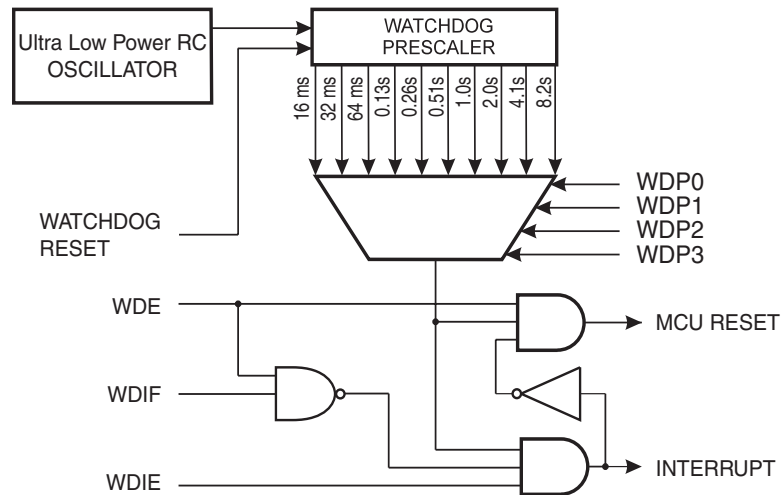 Ultra Low Power RC
OSCILLATOR
WATCHDOG
PRESCALER
16 ms
32 ms
64 ms
0.13s
0.26s
0.51s
1.0s
2.0s
4.1s
8.2s
WATCHDOG
RESET
WDP0
WDP1
WDP2
WDP3
WDE
MCU RESET
WDIF
WDIE
INTERRUPT